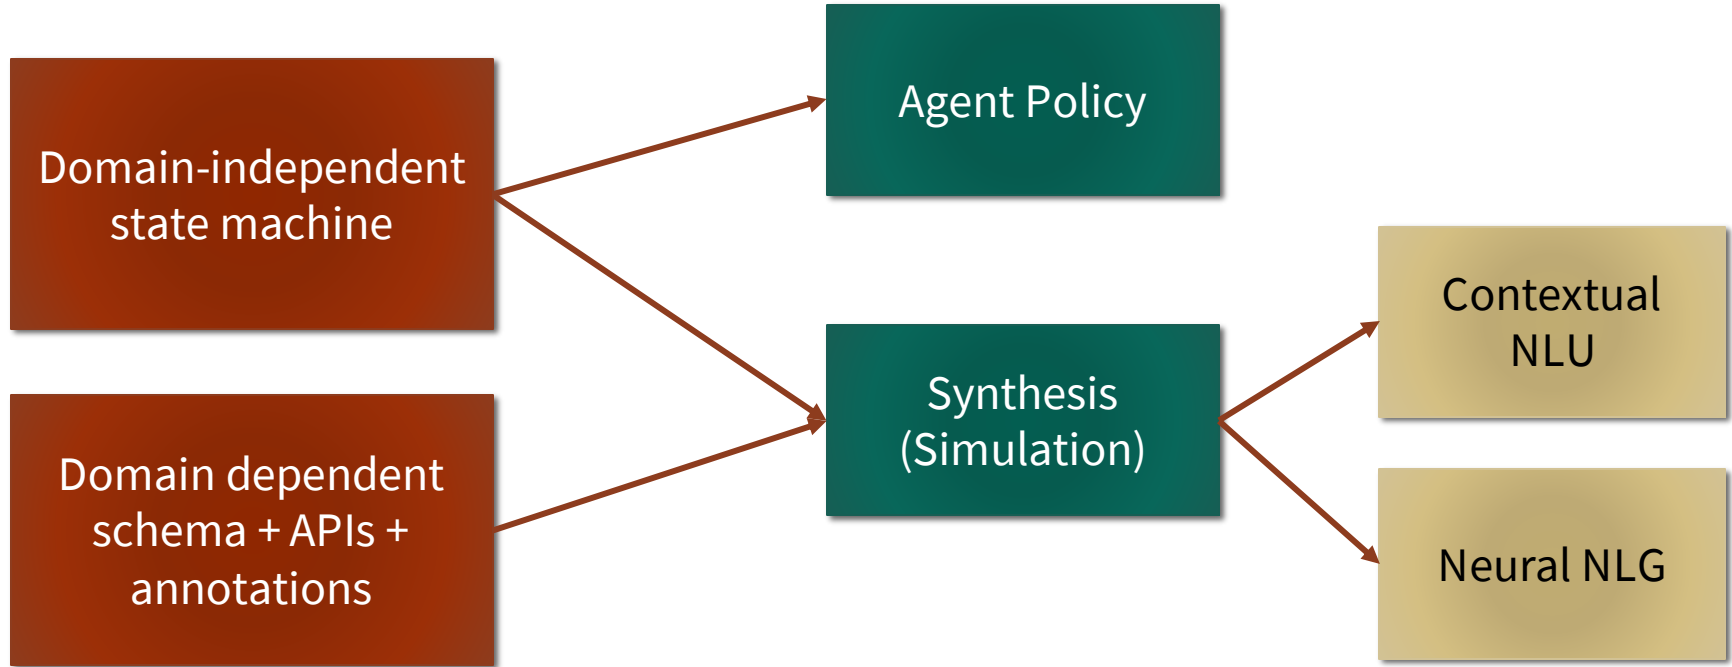 Domain-independent
state machine
Domain dependent
schema + APIs +
annotations
Agent Policy
Synthesis
(Simulation)
Contextual
NLU
Neural NLG